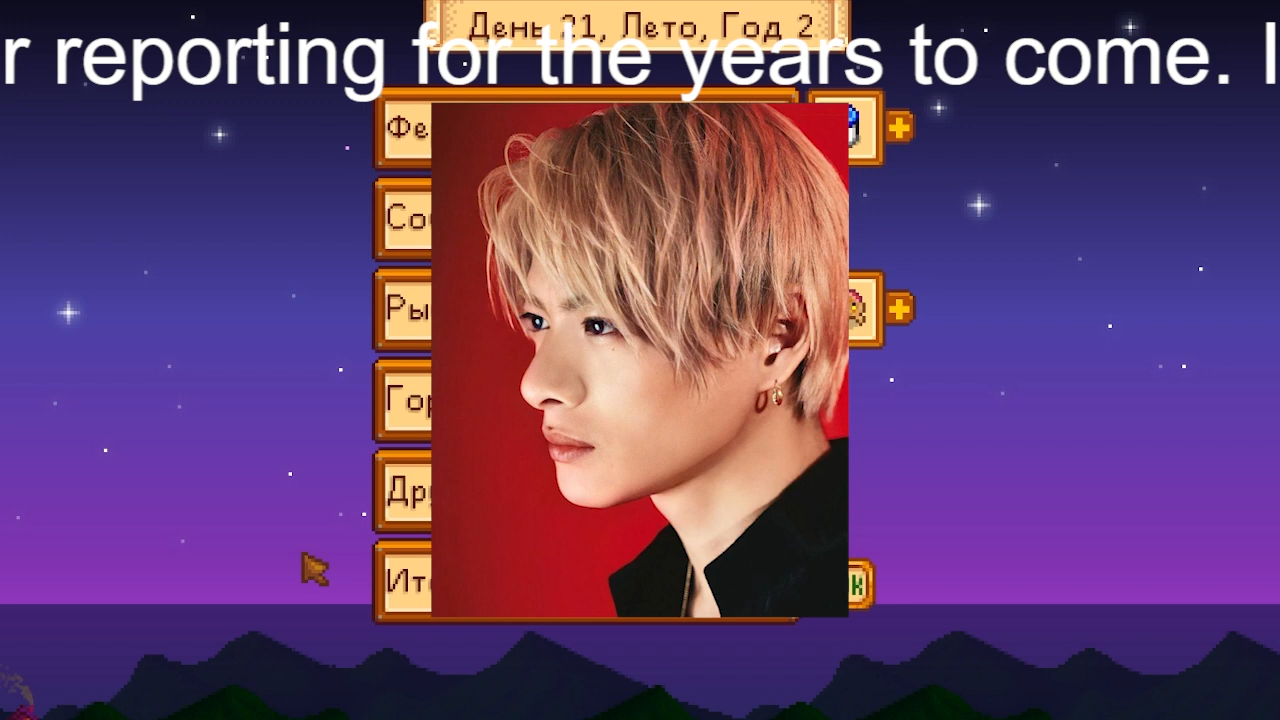 День 21, Лето, Год 2
r reporting for the years to come. I
Фе
Со
Ры
Гор
Др
Ит
k